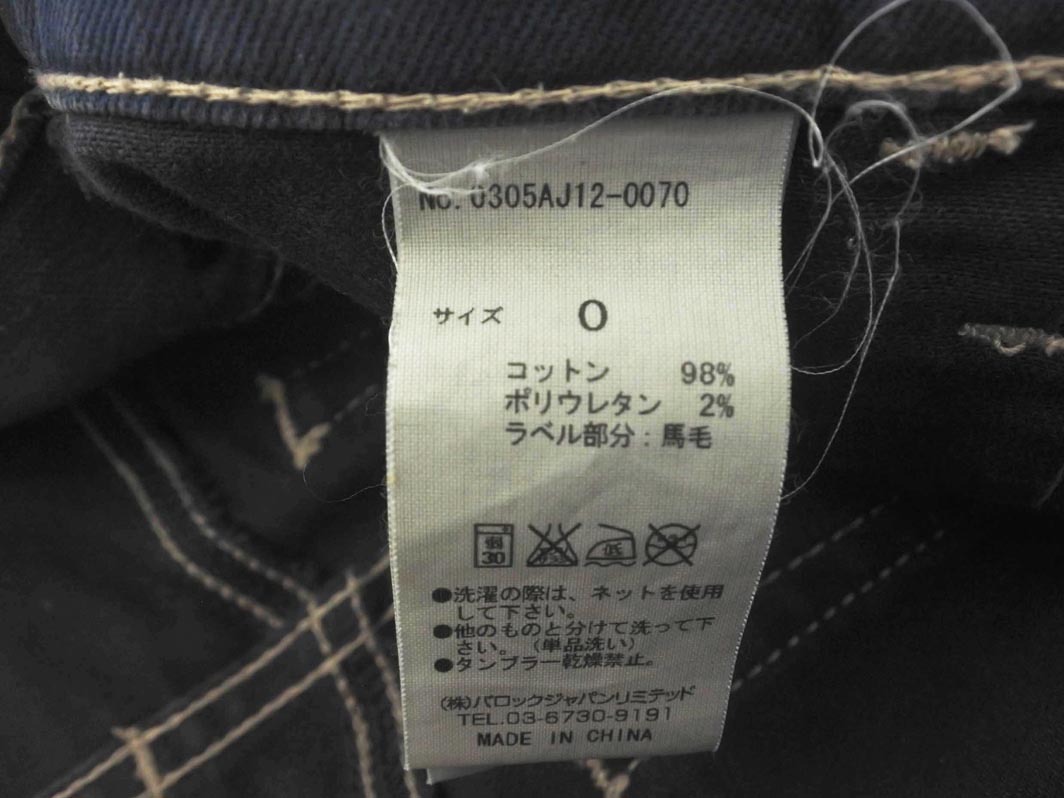 No. 0305AJ12-0070
サイズ 0
コットン 98%
ポリウレタン 2%
ラベル部分:馬毛
弱 30 低
●洗濯の際は、ネットを使用
して下さい。
●他のものと分けて洗って下
さい。(単品洗い)
●タンブラー乾燥禁止。
(株)バロックジャパンリミテッド
TEL.03-6730-9191
MADE IN CHINA